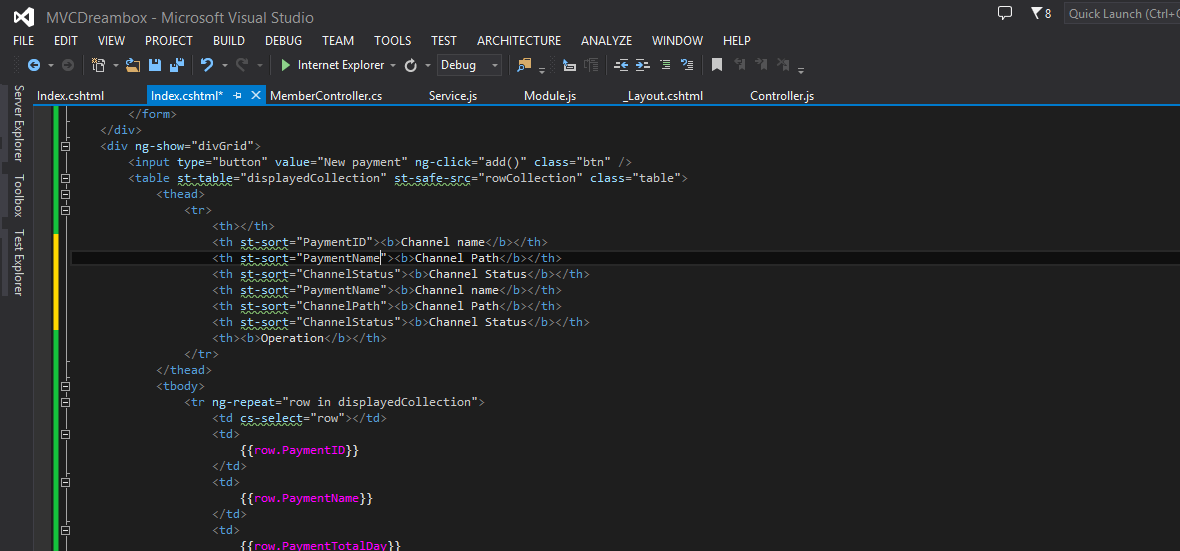 MVCDreambox - Microsoft Visual Studio
8
Quick Launch (Ctrl+
FILE EDIT VIEW PROJECT BUILD DEBUG TEAM TOOLS TEST ARCHITECTURE ANALYZE WINDOW HELP
Internet Explorer Debug
Server Explorer
Toolbox
Test Explorer
Index.cshtml Index.cshtml* MemberController.cs Service.js Module.js _Layout.cshtml Controller.js
</form>
</div>
<div ng-show="divGrid">
<input type="button" value="New payment" ng-click="add()" class="btn" />
<table st-table="displayedCollection" st-safe-src="rowCollection" class="table">
<thead>
<tr>
<th></th>
<th st-sort="PaymentID"><b>Channel name</b></th>
<th st-sort="PaymentName"><b>Channel Path</b></th>
<th st-sort="ChannelStatus"><b>Channel Status</b></th>
<th st-sort="PaymentName"><b>Channel name</b></th>
<th st-sort="ChannelPath"><b>Channel Path</b></th>
<th st-sort="ChannelStatus"><b>Channel Status</b></th>
<th><b>Operation</b></th>
</tr>
</thead>
<tbody>
<tr ng-repeat="row in displayedCollection">
<td cs-select="row"></td>
<td>
{{row.PaymentID}}
</td>
<td>
{{row.PaymentName}}
</td>
<td>
{{row.PaymentTotalDay}}